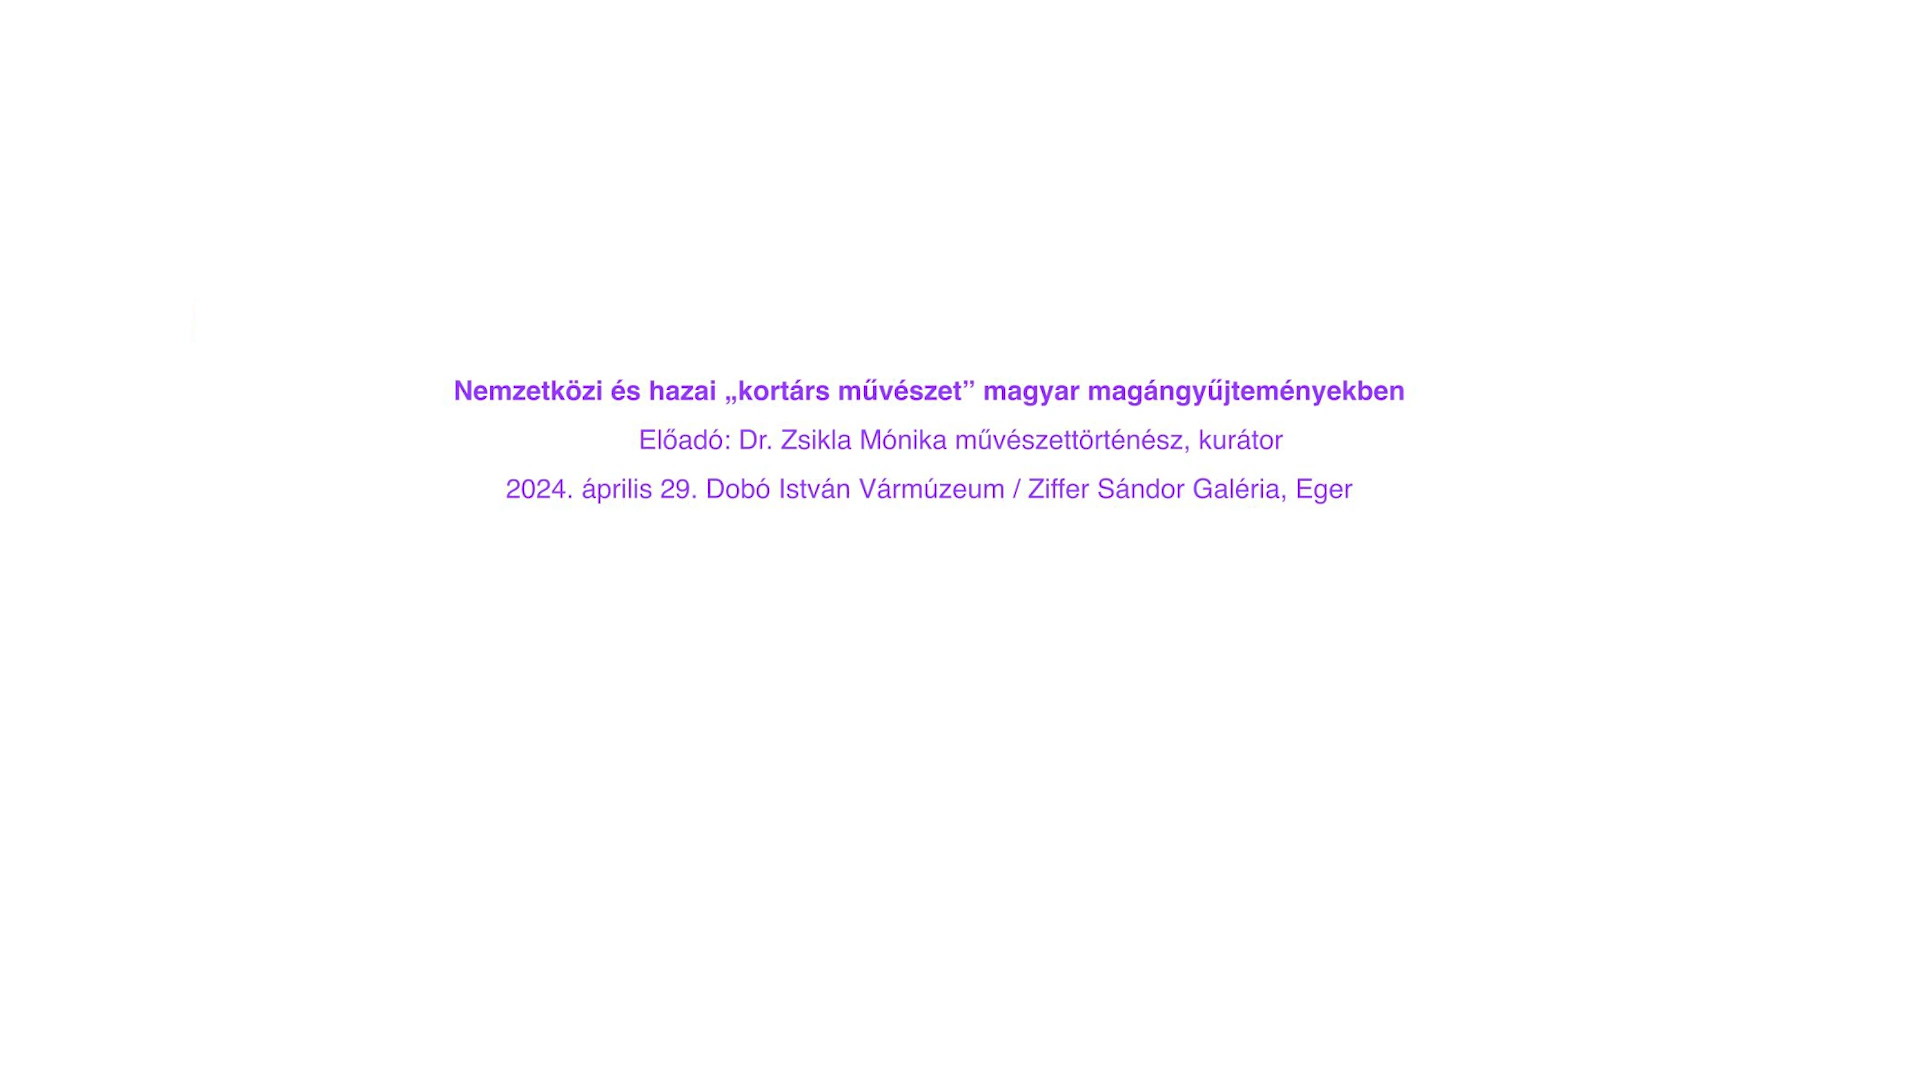 Nemzetközi és hazai „kortárs művészet” magyar magángyűjteményekben
Előadó: Dr. Zsikla Mónika művészettörténész, kurátor
2024. április 29. Dobó István Vármúzeum / Ziffer Sándor Galéria, Eger